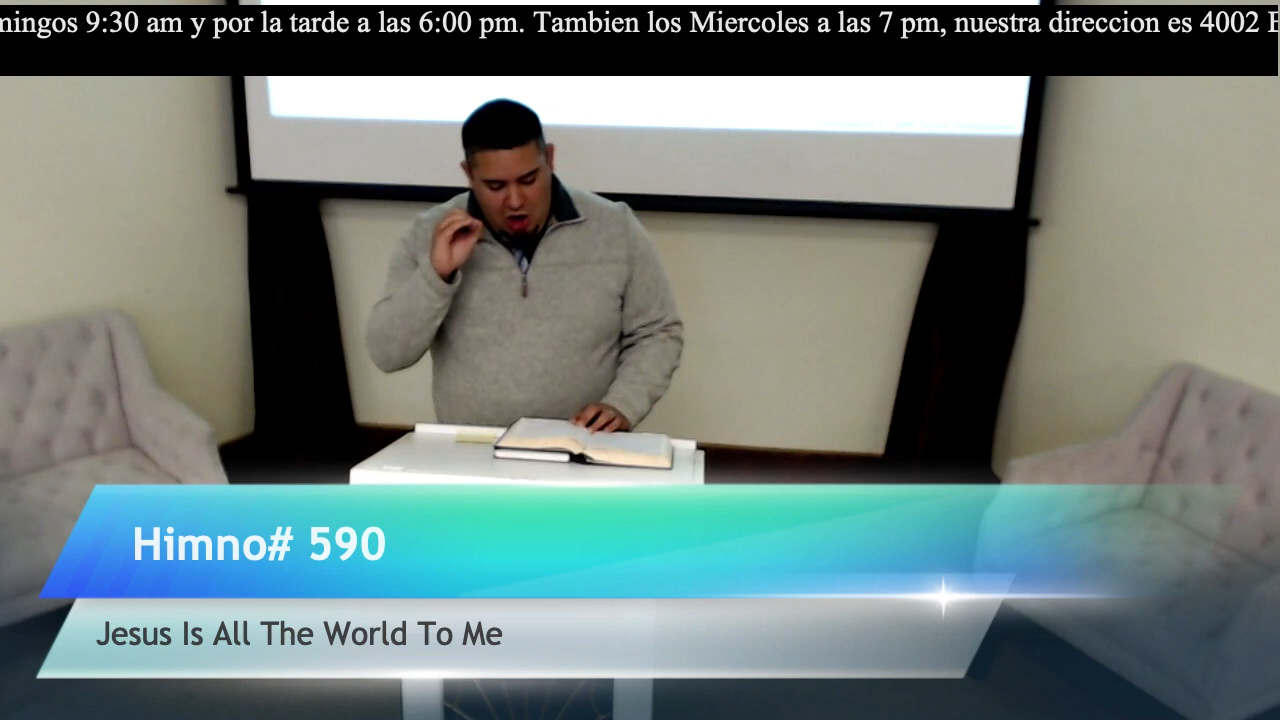 mingos 9:30 am y por la tarde a las 6:00 pm. Tambien los Miercoles a las 7 pm, nuestra direccion es 4002 E
Himno# 590
Jesus Is All The World To Me